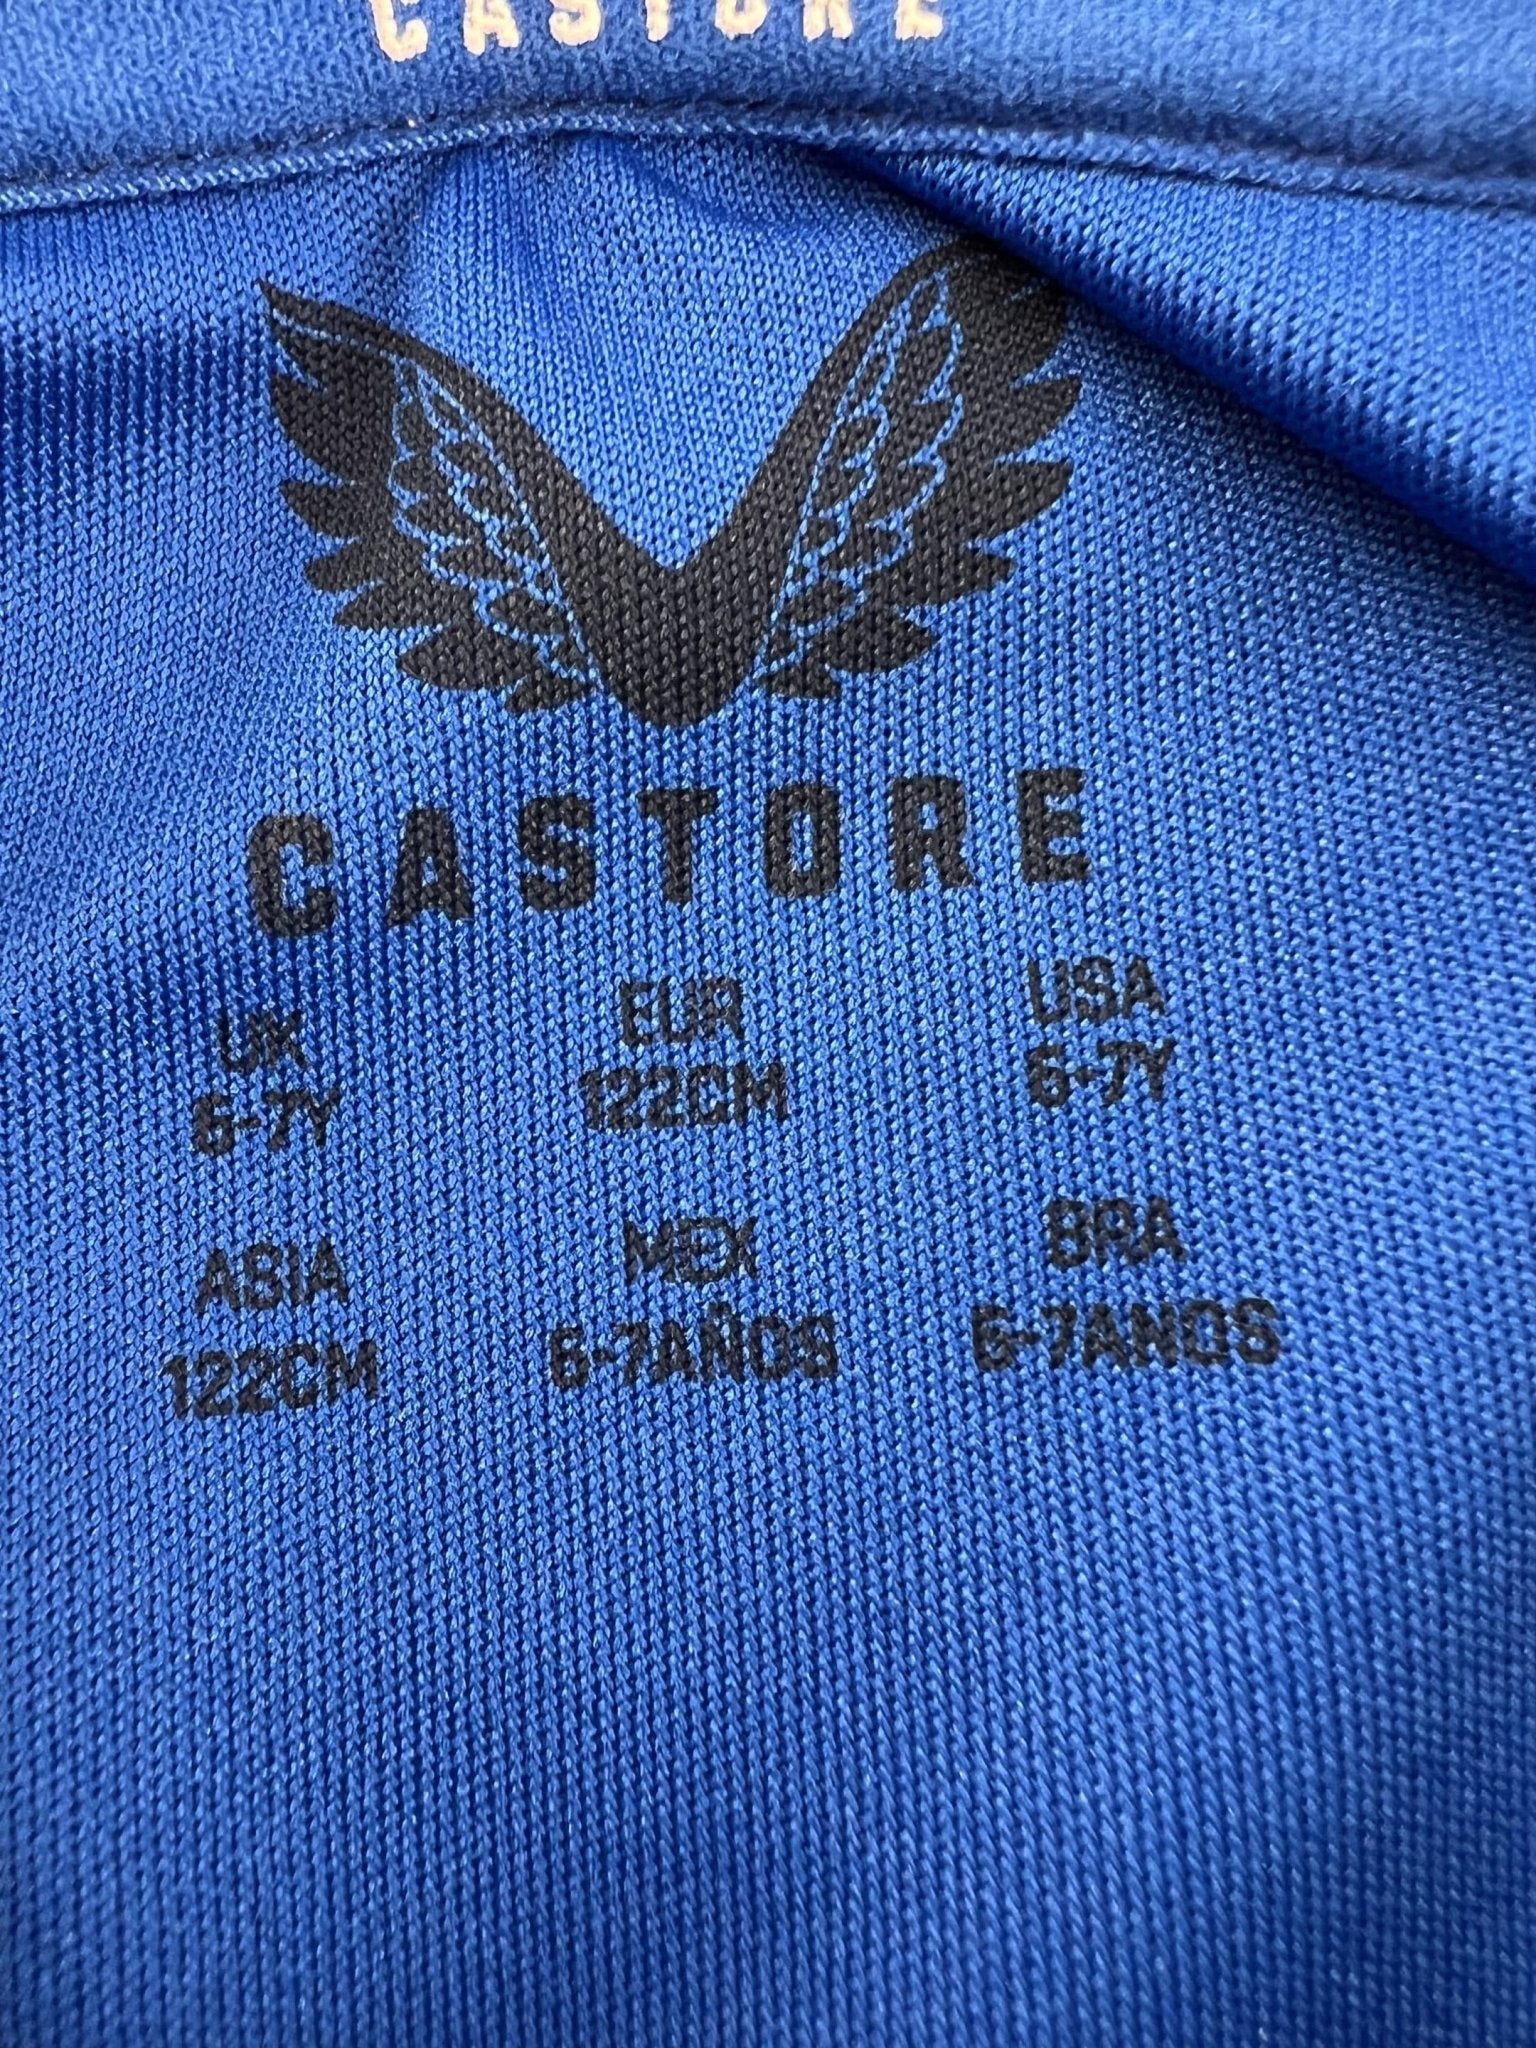 CASTORE
CASTORE
UK EUR USA
6-7Y 122CM 6-7Y
ASIA MEX BRA
122CM 6-7AÑOS 6-7ANOS